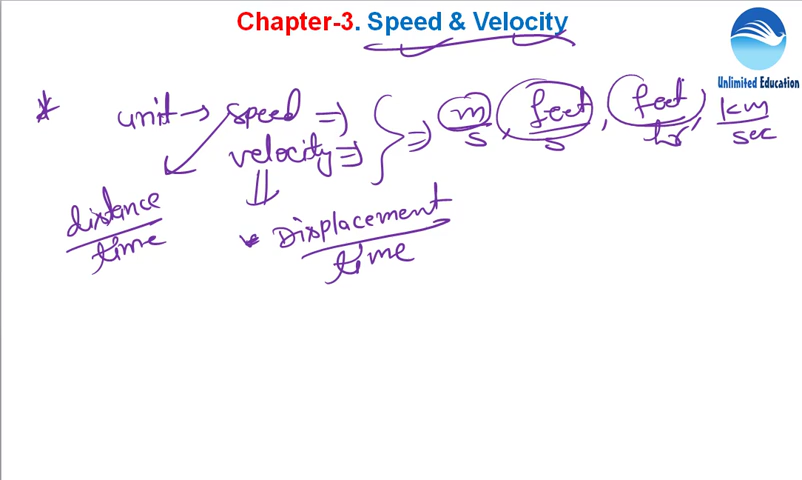 Chapter-3. Speed & Velocity
Unlimited Education
* unit → speed ⇒
velocity ⇒
} ⇒ m/s, feet/s, feet/hr, km/sec
distance/time
Displacement/time